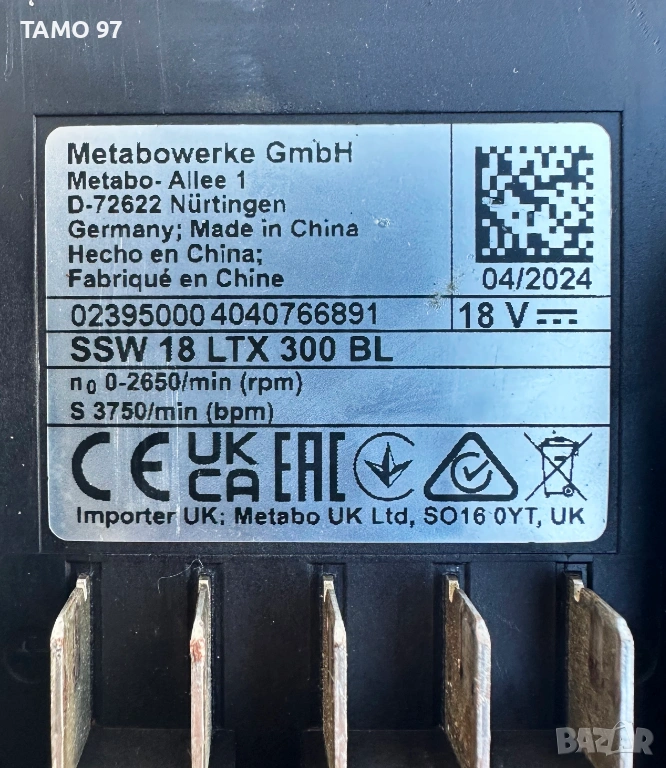 TAMO 97
Metabowerke GmbH
Metabo- Allee 1
D-72622 Nürtingen
Germany; Made in China
Hecho en China;
Fabriqué en Chine
04/2024
02395000 4040766891
18 V
SSW 18 LTX 300 BL
n0 0-2650/min (rpm)
S 3750/min (bpm)
CE UK CA EAC
Importer UK: Metabo UK Ltd, SO16 0YT, UK
BAZAR